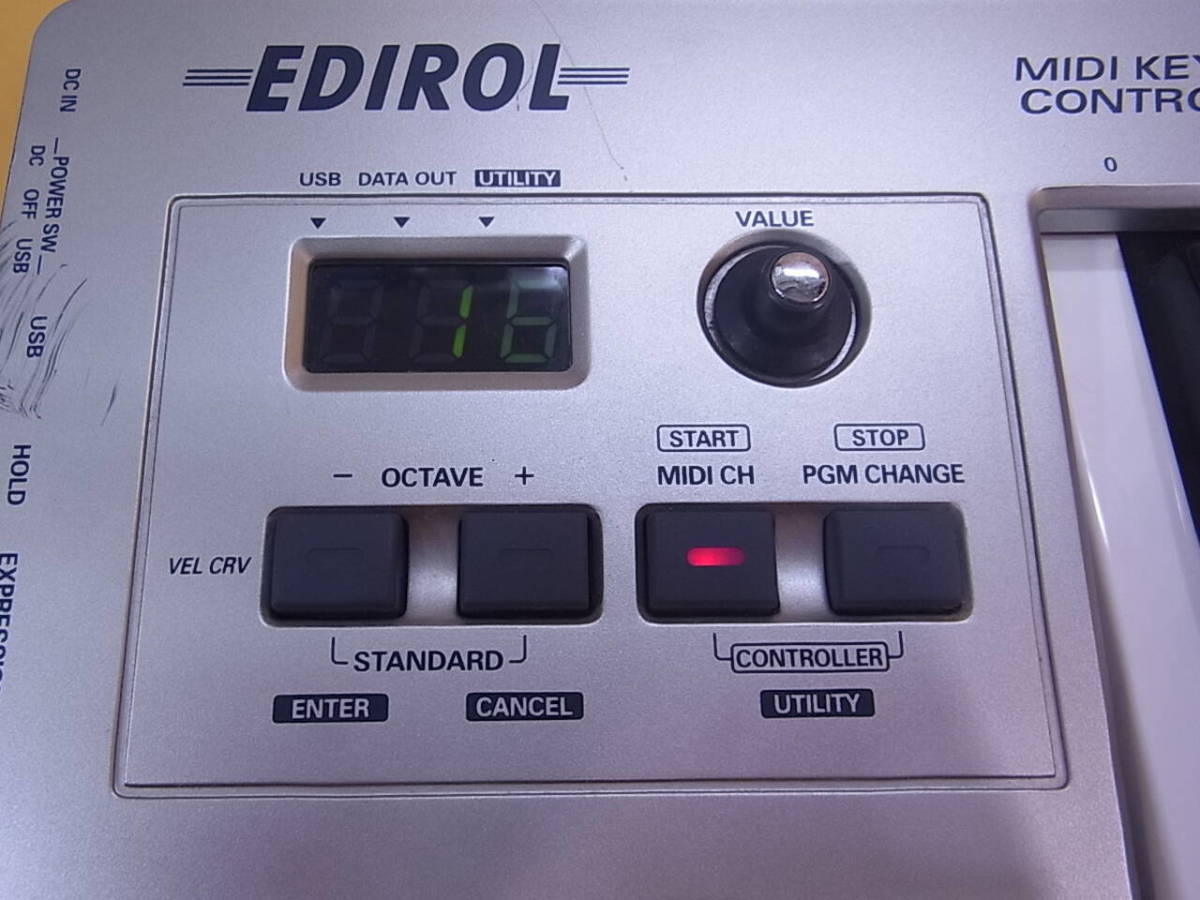 EDIROL
MIDI KEY
CONTRO
0
DC IN
POWER SW
DC OFF USB
USB
HOLD
EXPRESSIO
USB DATA OUT UTILITY
VALUE
16
START STOP
− OCTAVE + MIDI CH PGM CHANGE
VEL CRV
STANDARD CONTROLLER
ENTER CANCEL UTILITY